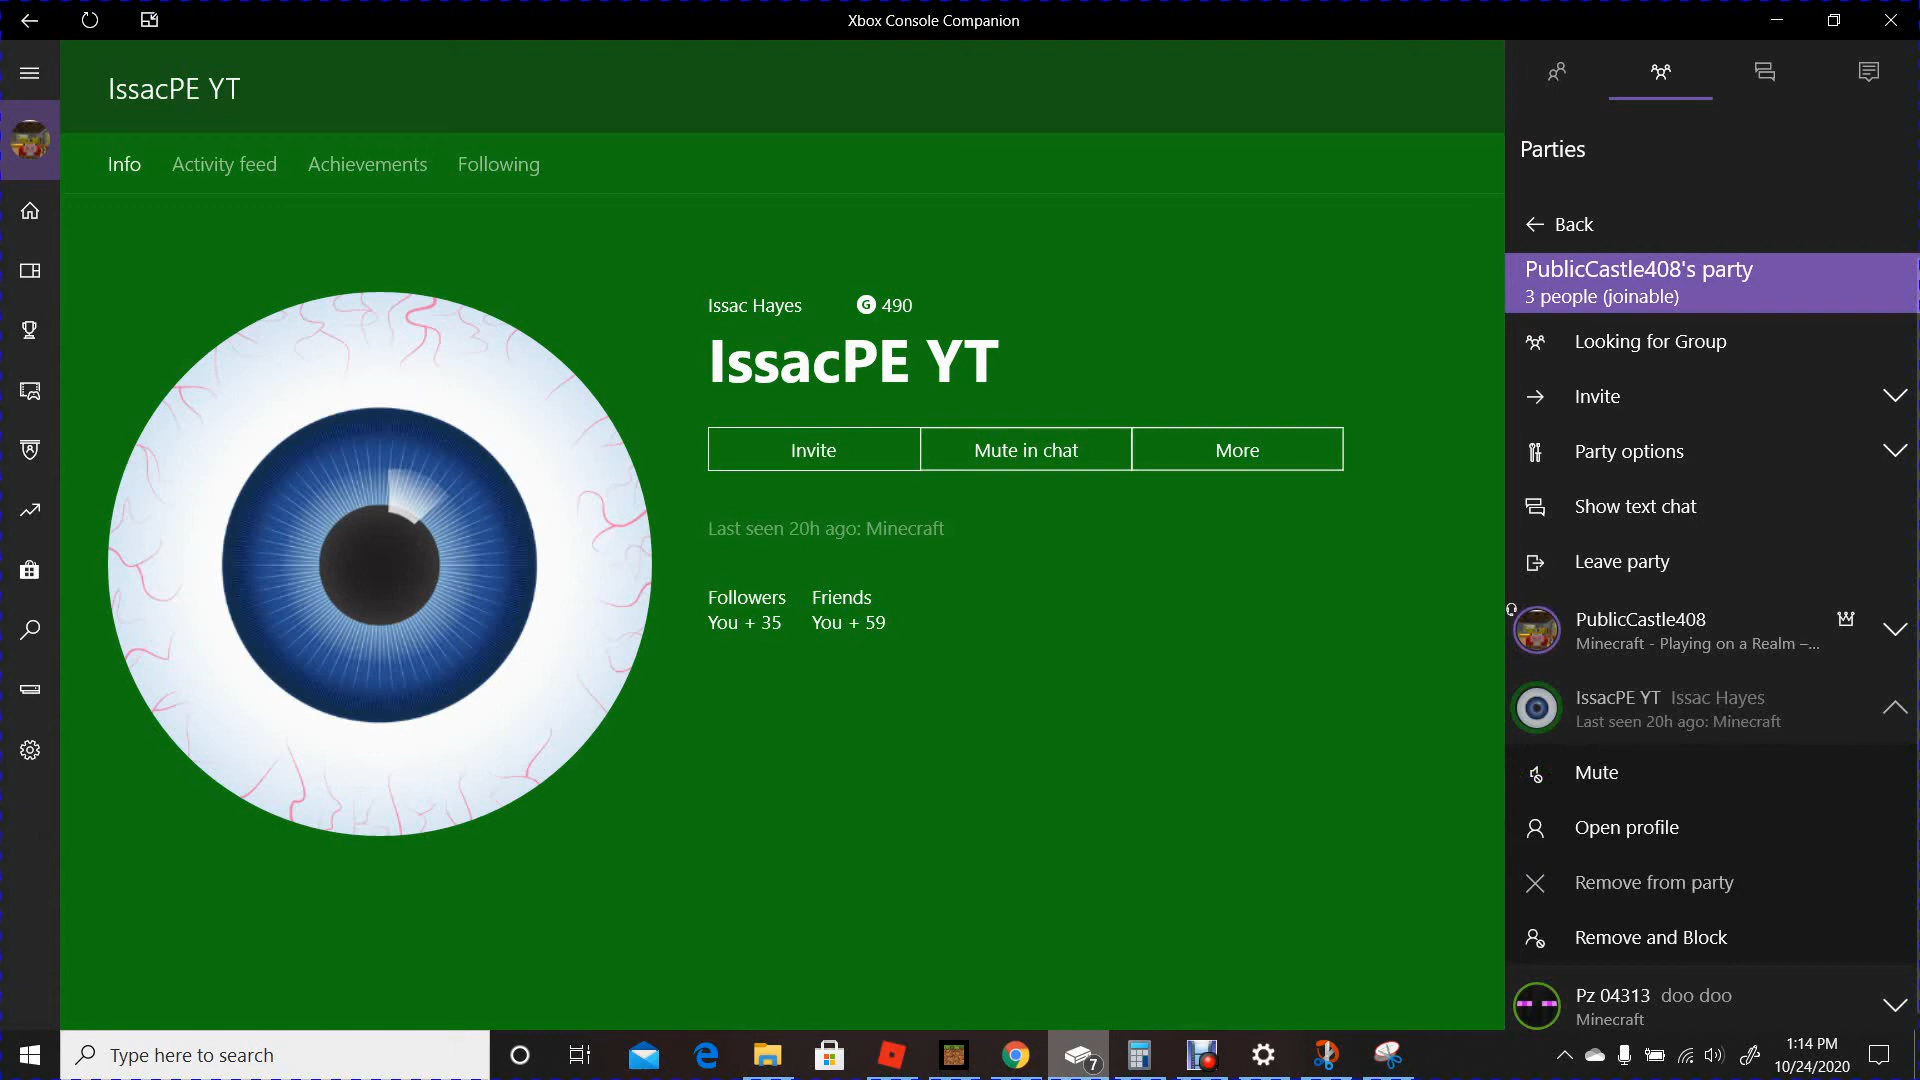 Xbox Console Companion
IssacPE YT
Info Activity feed Achievements Following
Issac Hayes G 490
IssacPE YT
Invite Mute in chat More
Last seen 20h ago: Minecraft
Followers Friends
You + 35 You + 59
Parties
Back
PublicCastle408's party
3 people (joinable)
Looking for Group
Invite
Party options
Show text chat
Leave party
PublicCastle408
Minecraft - Playing on a Realm –...
IssacPE YT Issac Hayes
Last seen 20h ago: Minecraft
Mute
Open profile
Remove from party
Remove and Block
Pz 04313 doo doo
Minecraft
Type here to search
7
1:14 PM
10/24/2020